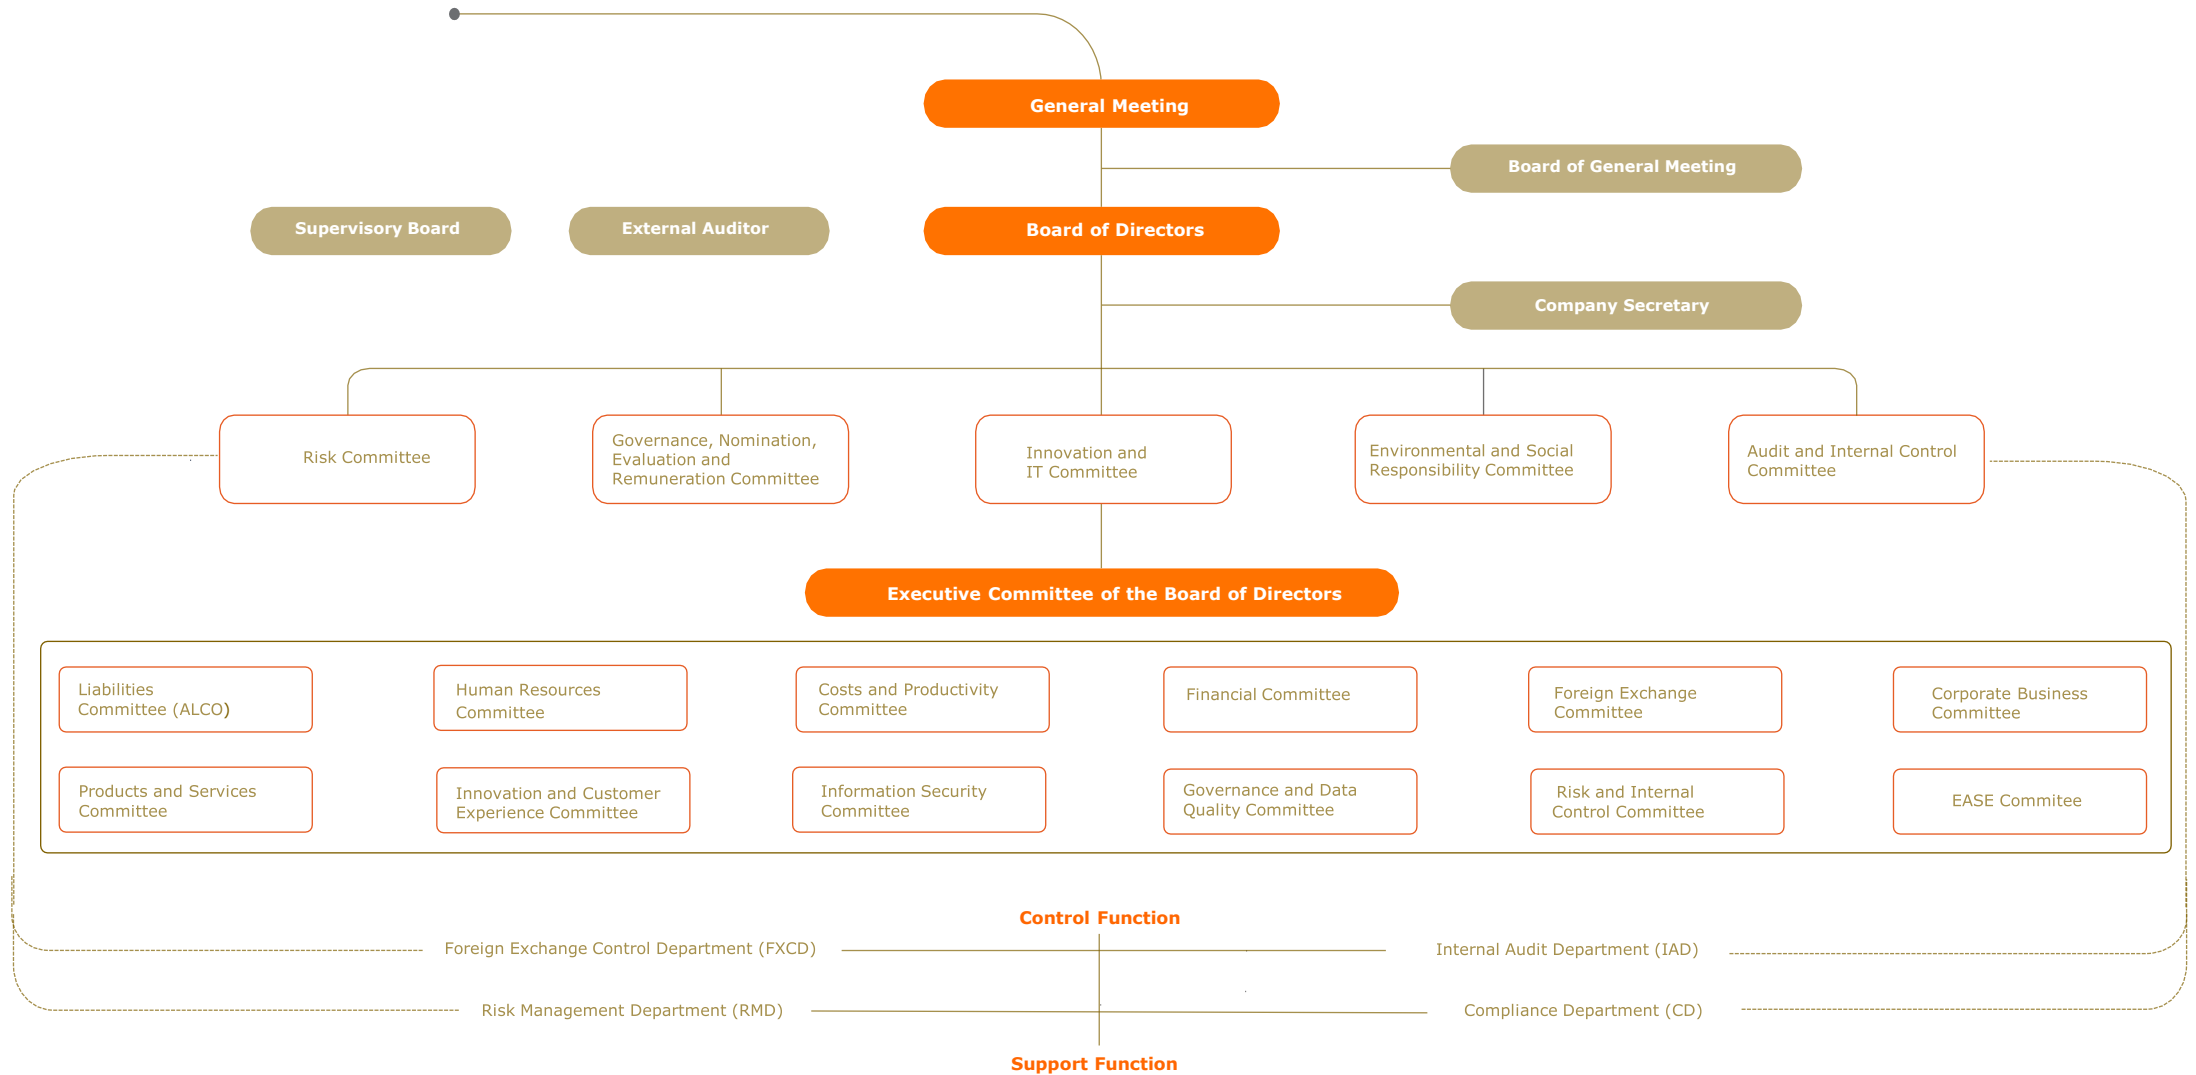 General Meeting
Board of General Meeting
Supervisory Board
External Auditor
Board of Directors
Company Secretary
Risk Committee
Governance, Nomination,
Evaluation and
Remuneration Committee
Innovation and
IT Committee
Environmental and Social
Responsibility Committee
Audit and Internal Control
Committee
Executive Committee of the Board of Directors
Liabilities
Committee (ALCO)
Human Resources
Committee
Costs and Productivity
Committee
Financial Committee
Foreign Exchange
Committee
Corporate Business
Committee
Products and Services
Committee
Innovation and Customer
Experience Committee
Information Security
Committee
Governance and Data
Quality Committee
Risk and Internal
Control Committee
EASE Commitee
Control Function
Foreign Exchange Control Department (FXCD)
Internal Audit Department (IAD)
Risk Management Department (RMD)
Compliance Department (CD)
Support Function